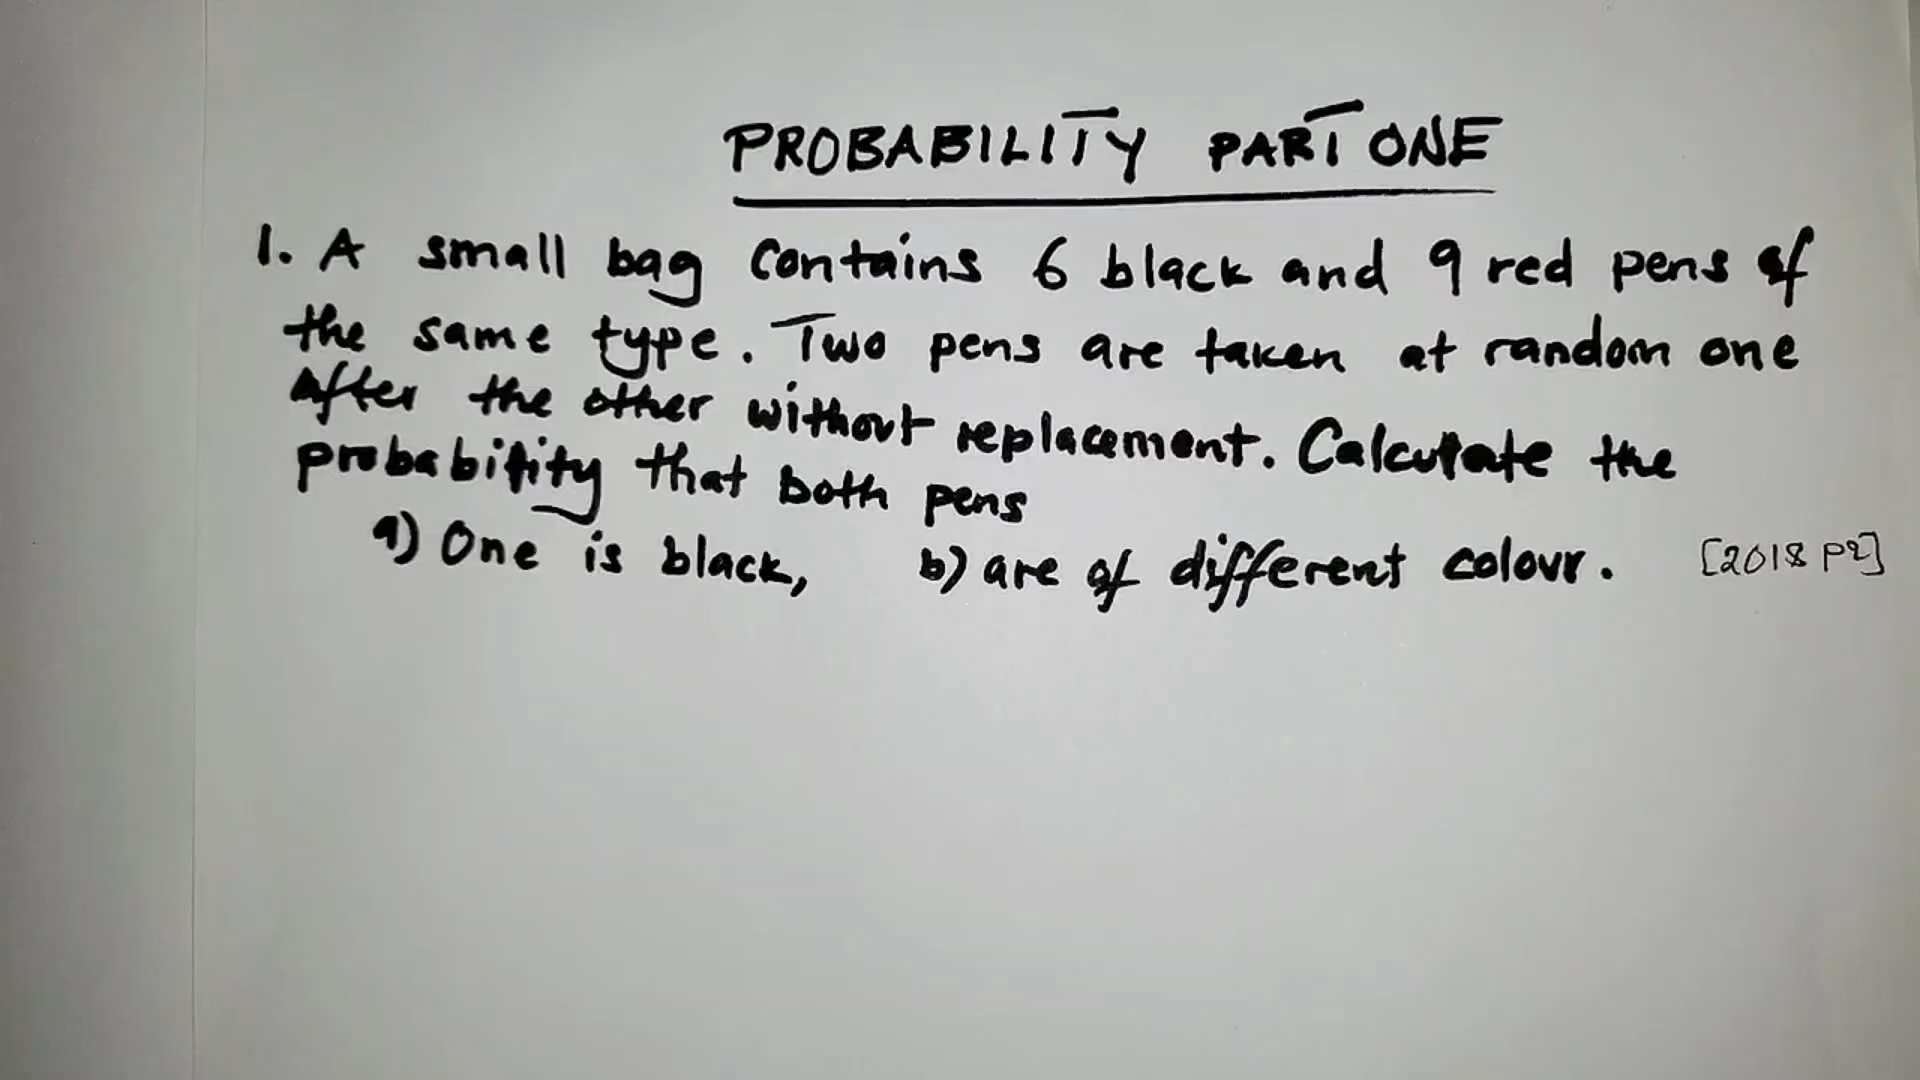 PROBABILITY PART ONE
1. A small bag contains 6 black and 9 red pens of
the same type. Two pens are taken at random one
after the other without replacement. Calculate the
probability that both pens
a) One is black, b) are of different colour. [2018 P2]